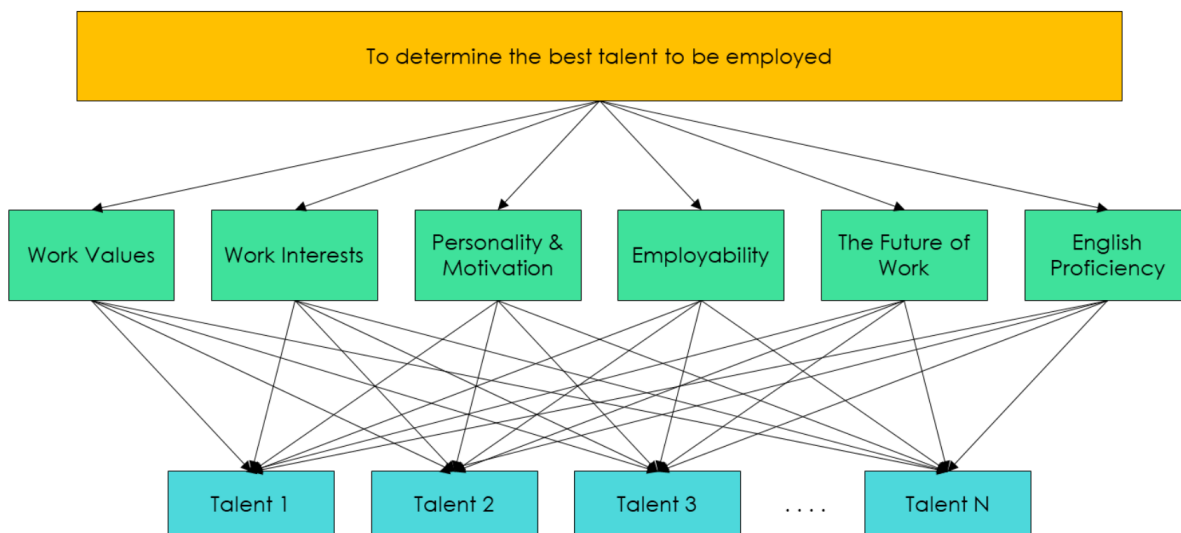 To determine the best talent to be employed
Work Values
Work Interests
Personality &
Motivation
Employability
The Future of
Work
English
Proficiency
Talent 1
Talent 2
Talent 3
. . . .
Talent N